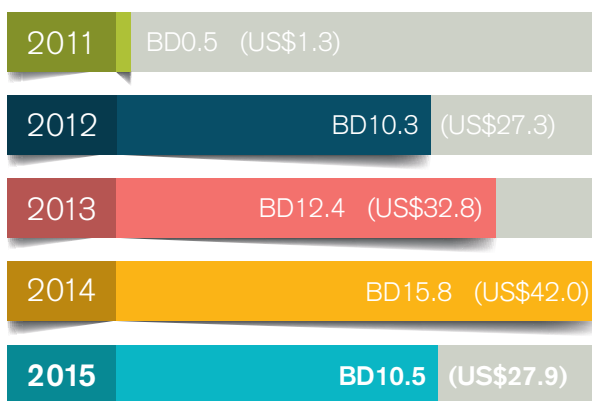 2011 BD0.5 (US$1.3)
2012 BD10.3 (US$27.3)
2013 BD12.4 (US$32.8)
2014 BD15.8 (US$42.0)
2015 BD10.5 (US$27.9)